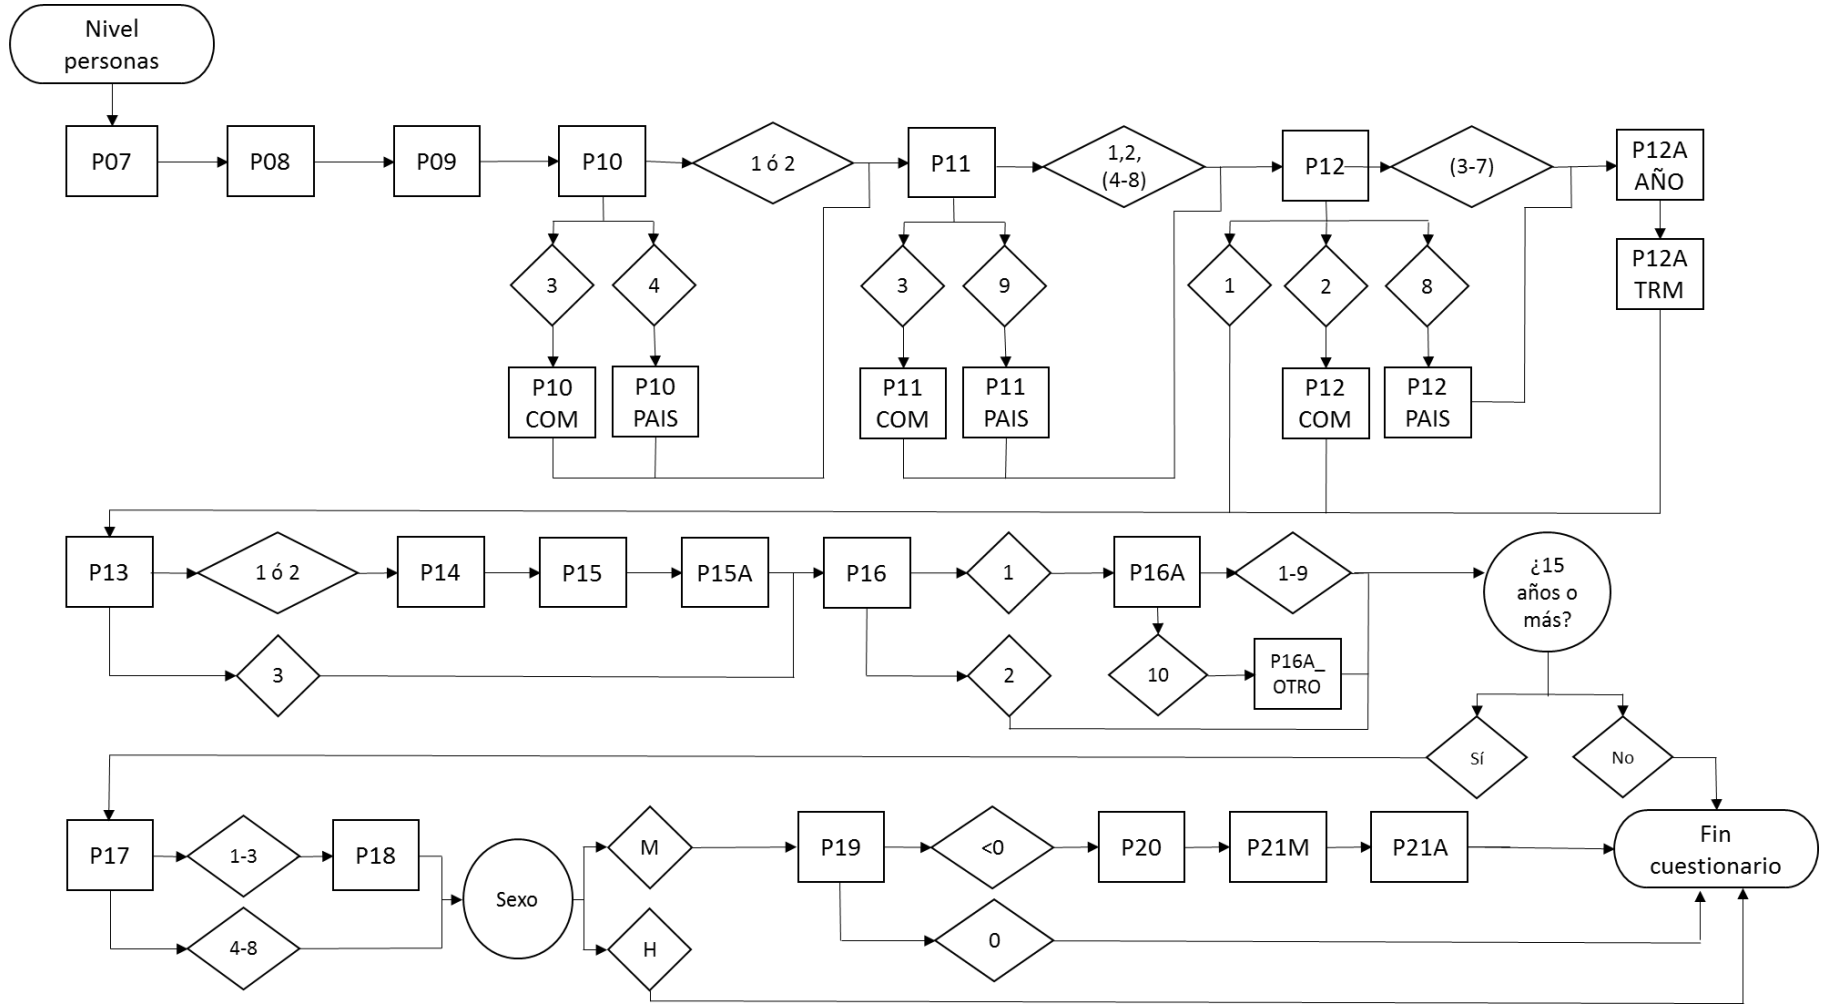 Nivel
personas
P07
P08
P09
P10
1 ó 2
P11
1,2,
(4-8)
P12
(3-7)
P12A
AÑO
P12A
TRM
3
4
3
9
1
2
8
P10
COM
P10
PAIS
P11
COM
P11
PAIS
P12
COM
P12
PAIS
P13
1 ó 2
P14
P15
P15A
P16
1
P16A
1-9
¿15
años o
más?
3
2
10
P16A_
OTRO
Sí
No
P17
1-3
P18
Sexo
M
P19
<0
P20
P21M
P21A
Fin
cuestionario
4-8
H
0